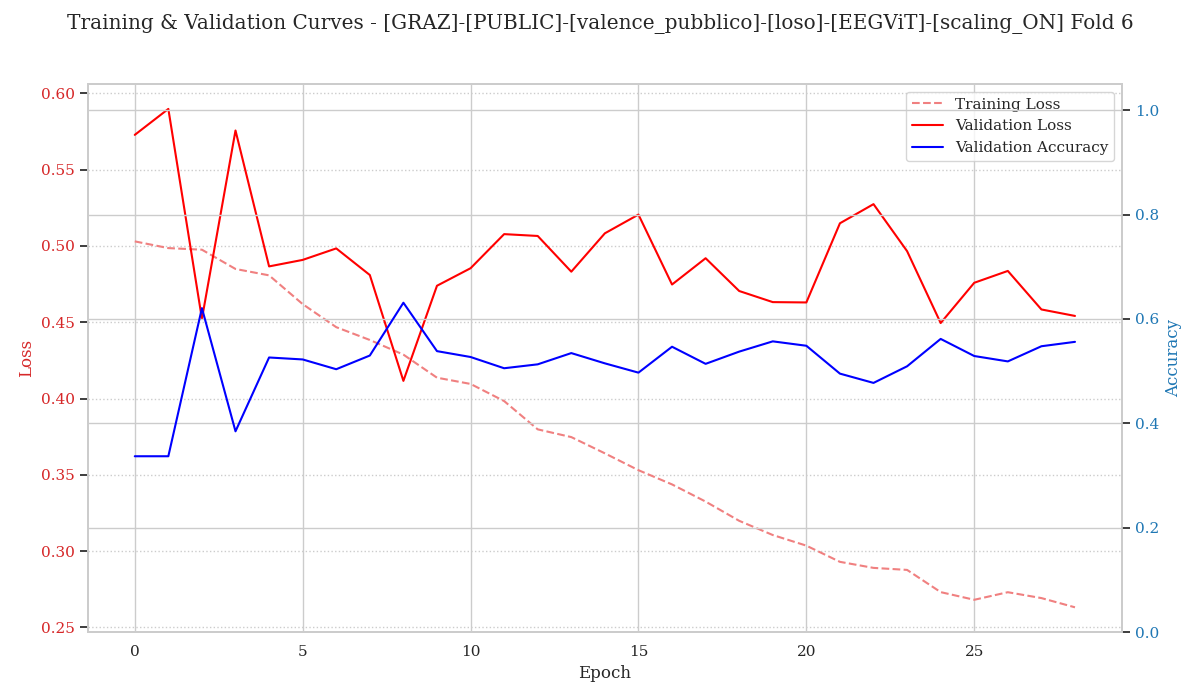 Training & Validation Curves - [GRAZ]-[PUBLIC]-[valence_pubblico]-[loso]-[EEGViT]-[scaling_ON] Fold 6
Training Loss
Validation Loss
Validation Accuracy
0.60
0.55
0.50
0.45
0.40
0.35
0.30
0.25
Loss
1.0
0.8
0.6
0.4
0.2
0.0
Accuracy
0
5
10
15
20
25
Epoch